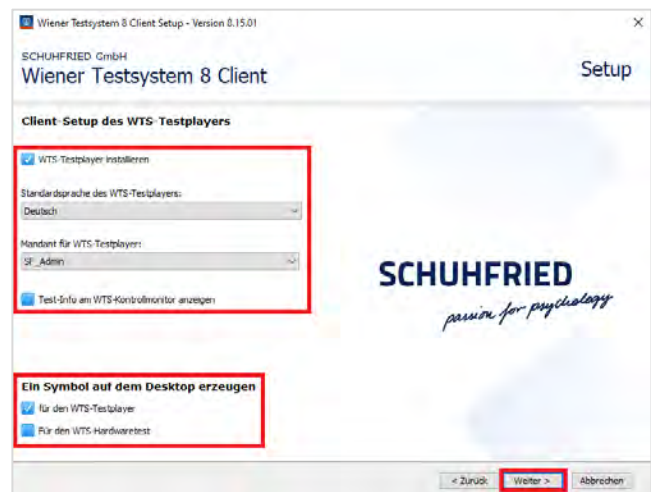 Wiener Testsystem 8 Client Setup - Version 8.15.01
SCHUHFRIED GmbH
Wiener Testsystem 8 Client
Setup
Client-Setup des WTS-Testplayers
WTS-Testplayer installieren
Standardsprache des WTS-Testplayers:
Deutsch
Mandant für WTS-Testplayer:
SF_Admin
Test-Info am WTS-Kontrollmonitor anzeigen
SCHUHFRIED
passion for psychology
Ein Symbol auf dem Desktop erzeugen
für den WTS-Testplayer
Für den WTS-Hardwaretest
< Zurück Weiter > Abbrechen